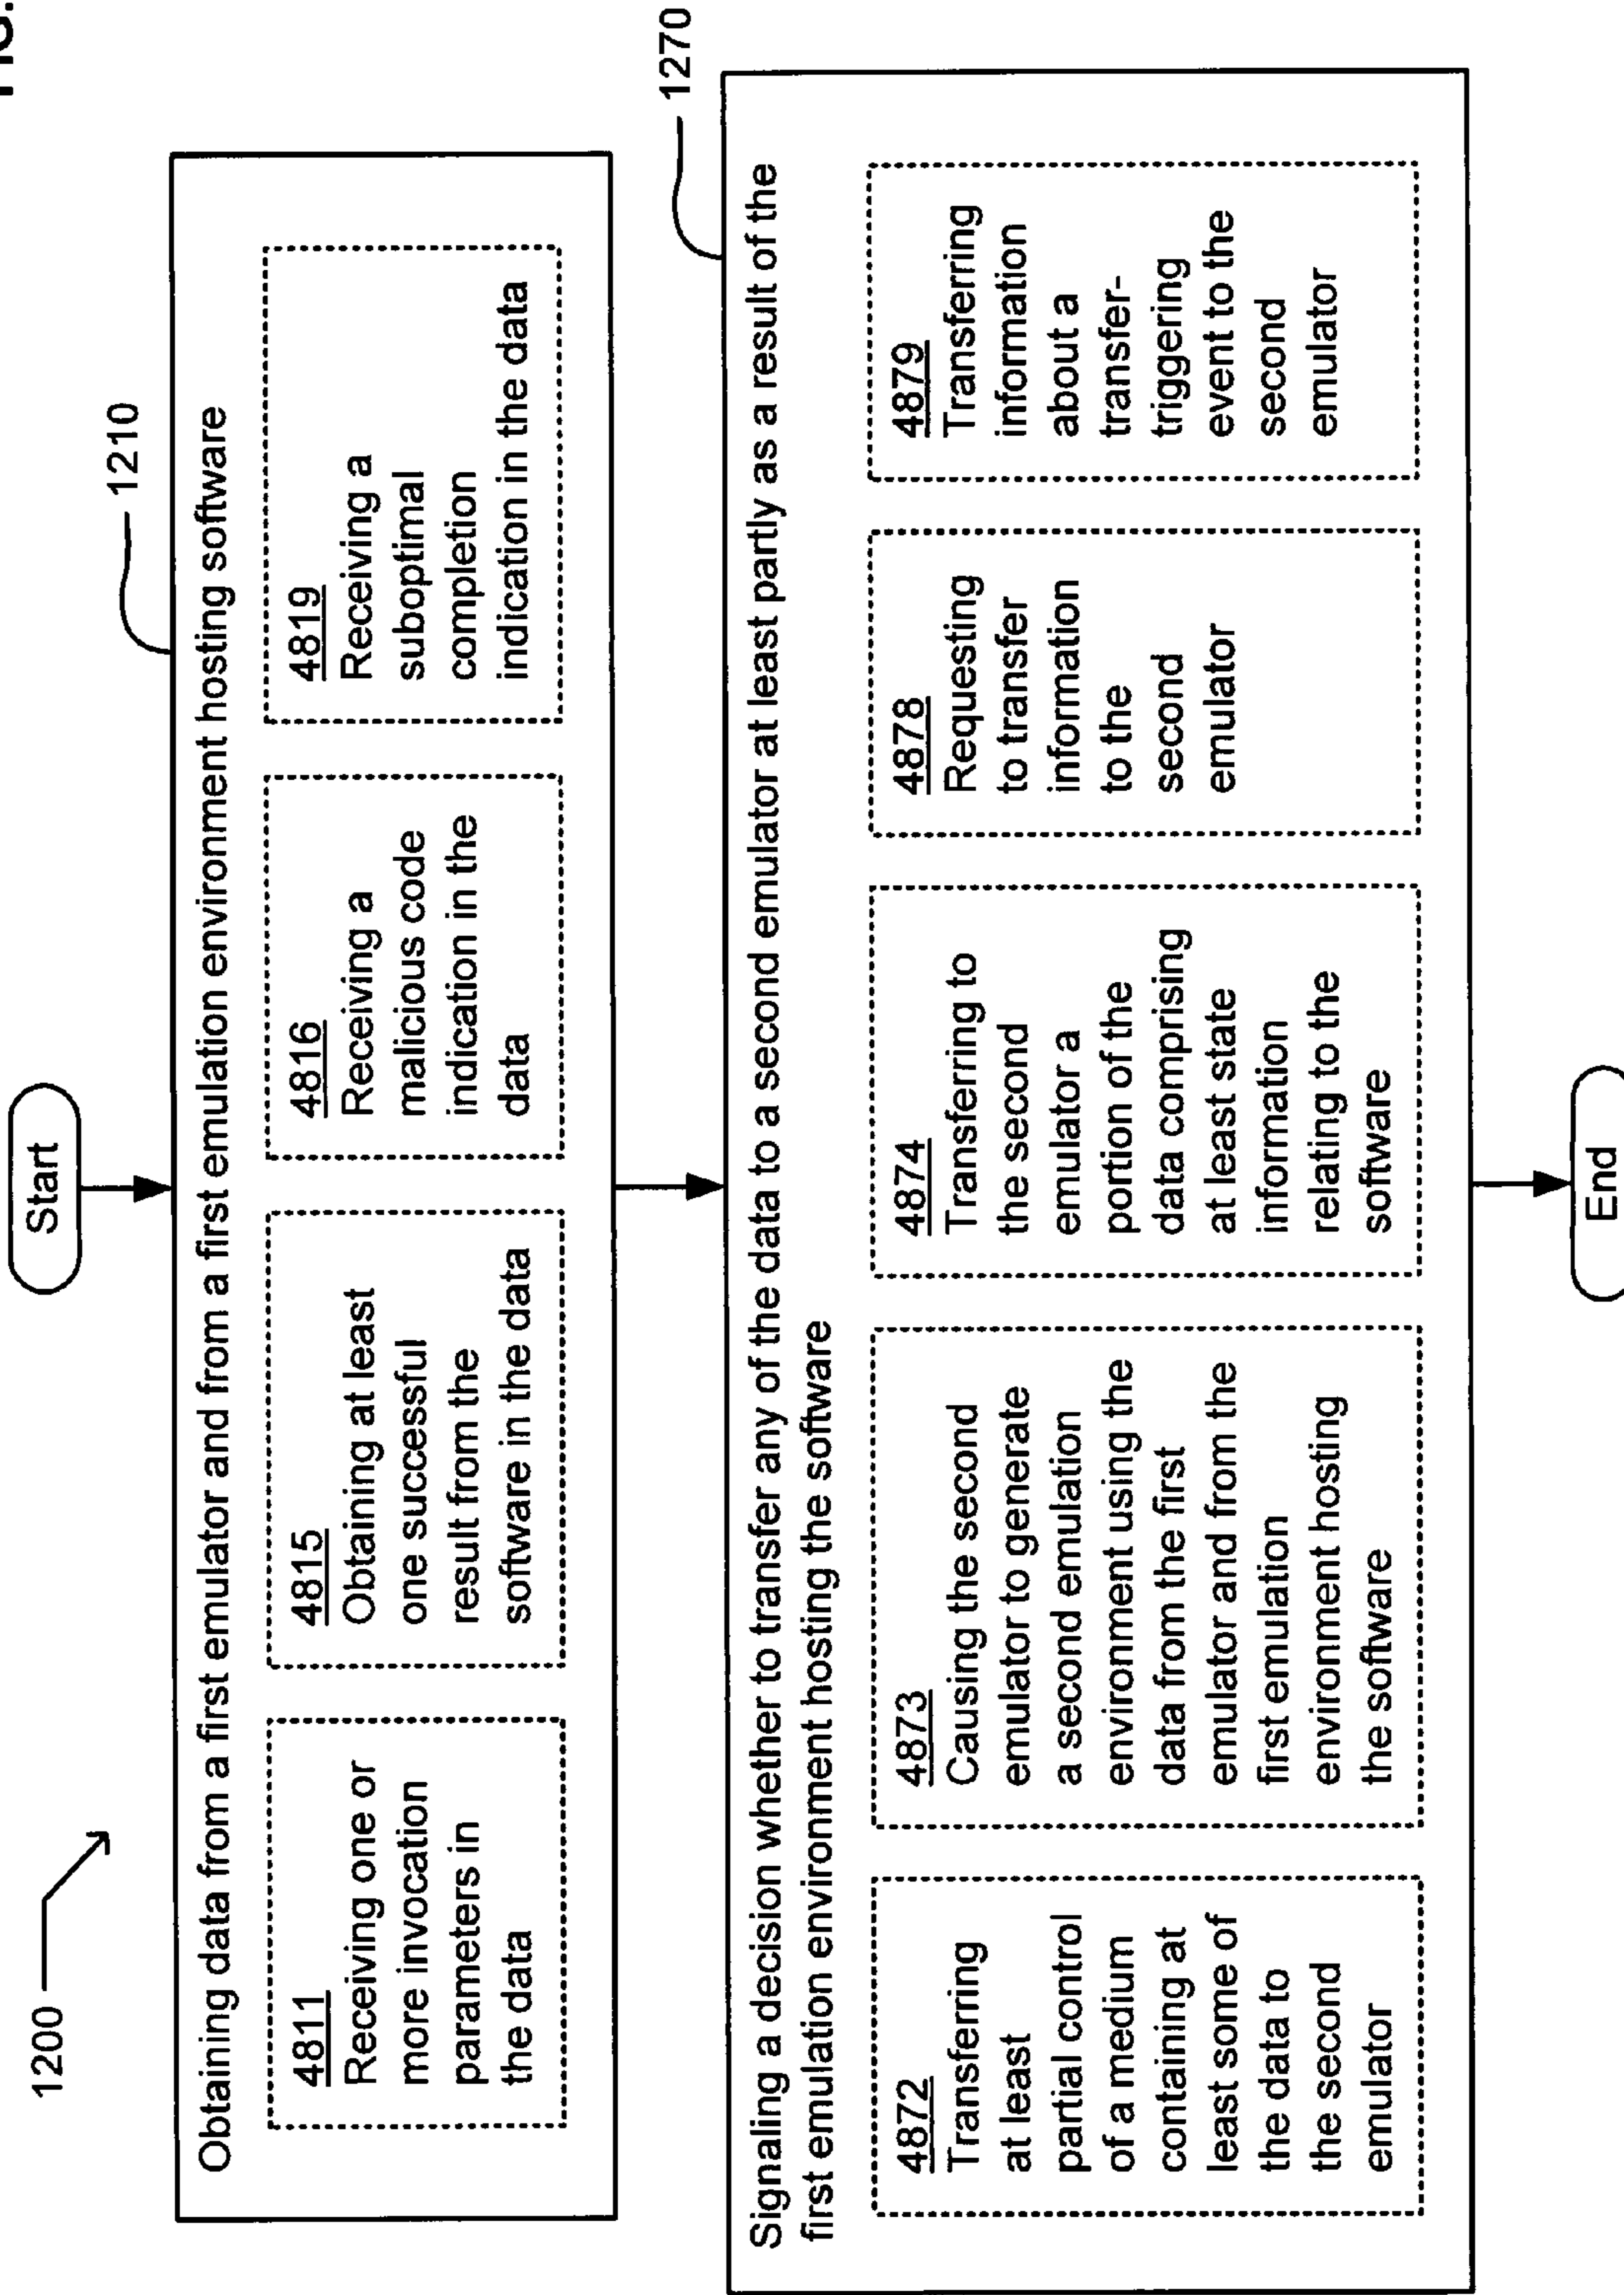 FIG.
1200
Start
1210
Obtaining data from a first emulator and from a first emulation environment hosting software
4811
Receiving one or
more invocation
parameters in
the data
4815
Obtaining at least
one successful
result from the
software in the data
4816
Receiving a
malicious code
indication in the
data
4819
Receiving a
suboptimal
completion
indication in the data
1270
Signaling a decision whether to transfer any of the data to a second emulator at least partly as a result of the
first emulation environment hosting the software
4872
Transferring
at least
partial control
of a medium
containing at
least some of
the data to
the second
emulator
4873
Causing the second
emulator to generate
a second emulation
environment using the
data from the first
emulator and from the
first emulation
environment hosting
the software
4874
Transferring to
the second
emulator a
portion of the
data comprising
at least state
information
relating to the
software
4878
Requesting
to transfer
information
to the
second
emulator
4879
Transferring
information
about a
transfer-
triggering
event to the
second
emulator
End